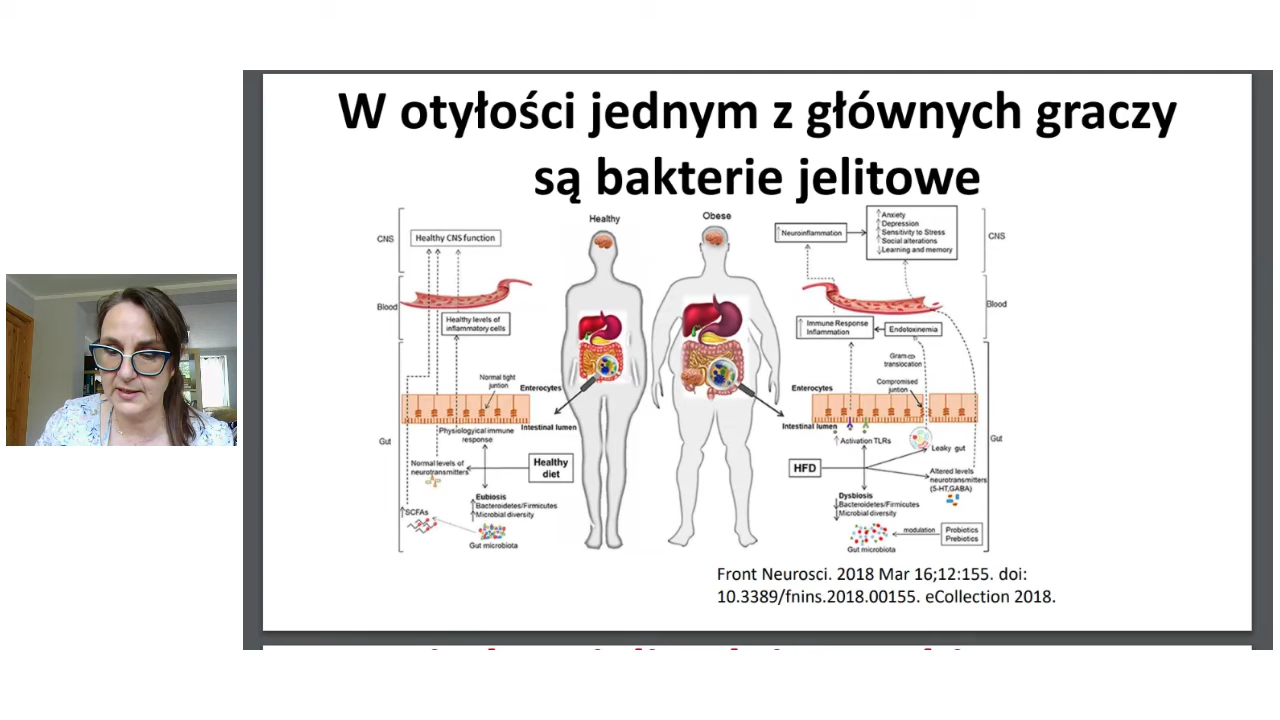 W otyłości jednym z głównych graczy
są bakterie jelitowe
Healthy
Obese
CNS
Healthy CNS function
Blood
Healthy levels of
inflammatory cells
Normal tight
juntion
Enterocytes
Intestinal lumen
Gut
Physiological immune
response
Normal levels of
neurotransmitters
Healthy
diet
Eubiosis
↑Bacteroidetes/Firmicutes
↑Microbial diversity
↑SCFAs
Gut microbiota
↑Neuroinflammation
↑Anxiety
↑Depression
↑Sensitivity to Stress
↑Social alterations
↓Learning and memory
CNS
Blood
↑ Immune Response
Inflammation
Endotoxinemia
Gram
translocation
Compromised
juntion
Enterocytes
Intestinal lumen
Gut
↑ Activation TLRs
Leaky gut
HFD
Altered levels
neurotransmitters
(5-HT,GABA)
Dysbiosis
↓Bacteroidetes/Firmicutes
↓Microbial diversity
modulation
Probiotics
Prebiotics
Gut microbiota
Front Neurosci. 2018 Mar 16;12:155. doi:
10.3389/fnins.2018.00155. eCollection 2018.